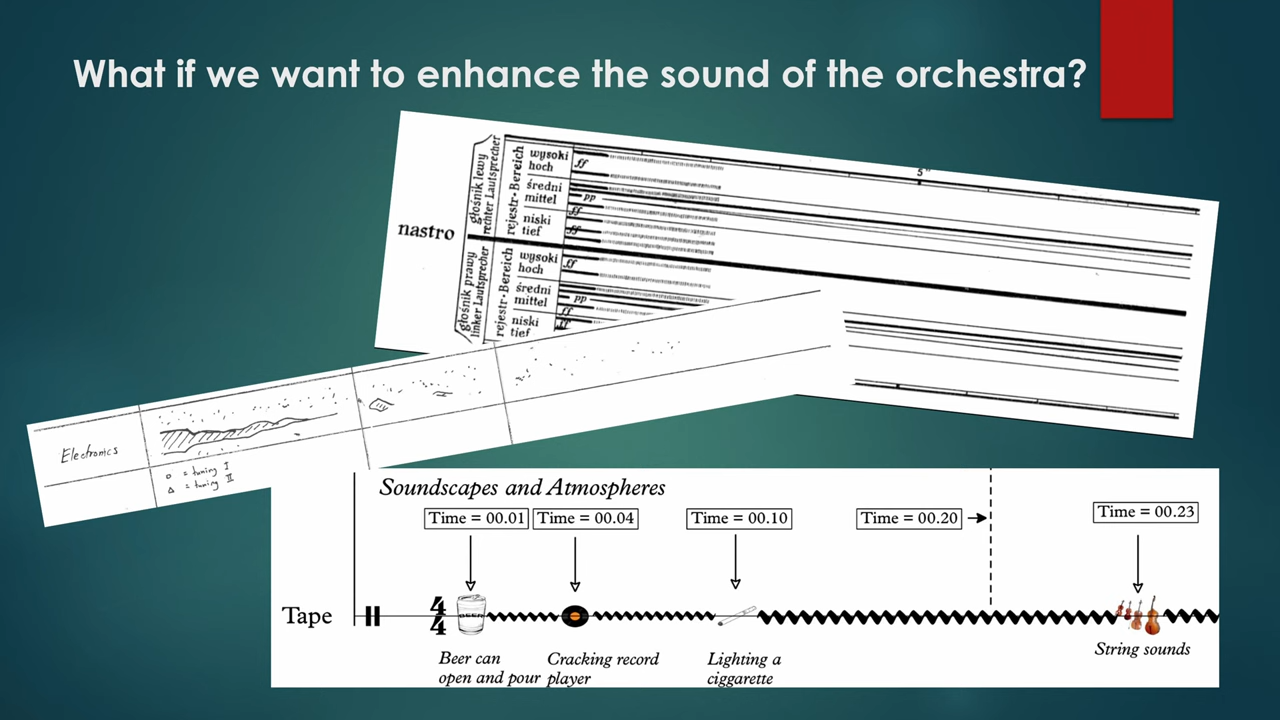 What if we want to enhance the sound of the orchestra?
nastro
głośnik lewy
rechter Lautsprecher
rejestr-Bereich
wysoki
hoch
ff
średni
mittel
pp
ff
niski
tief
ff
5"
głośnik prawy
linker Lautsprecher
rejestr-Bereich
wysoki
hoch
ff
średni
mittel
pp
ff
niski
tief
ff
Electronics
o = tuning I
Δ = tuning II
Soundscapes and Atmospheres
Time = 00.01 Time = 00.04 Time = 00.10 Time = 00.20 Time = 00.23
Tape
4
4
BEER
Beer can
open and pour
Cracking record
player
Lighting a
ciggarette
String sounds